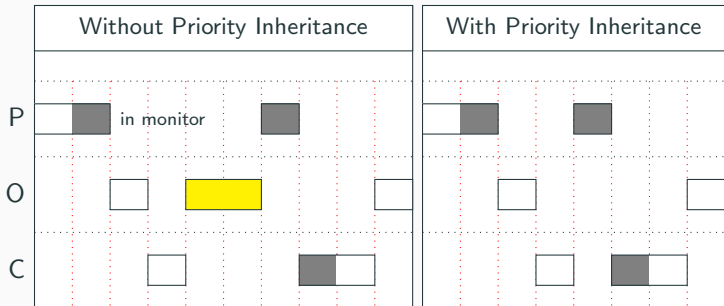 Without Priority Inheritance
With Priority Inheritance
P
in monitor
O
C